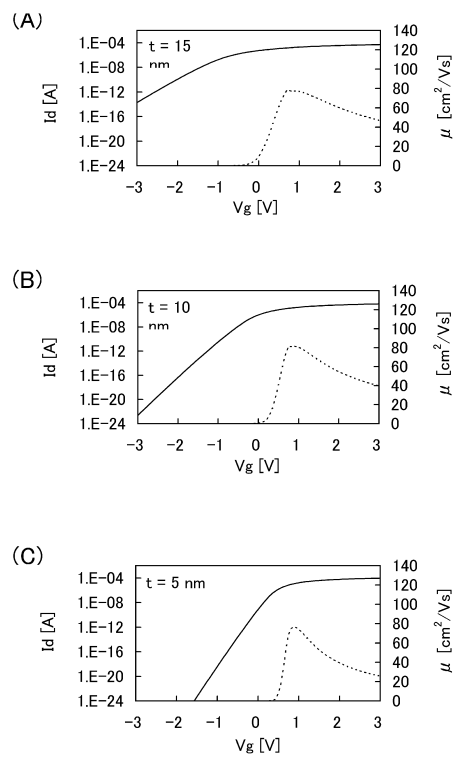 (A)
t = 15
nm
Id [A]
1.E-04
1.E-08
1.E-12
1.E-16
1.E-20
1.E-24
140
120
100
80
60
40
20
0
μ [cm²/Vs]
-3 -2 -1 0 1 2 3
Vg [V]
(B)
t = 10
nm
Id [A]
1.E-04
1.E-08
1.E-12
1.E-16
1.E-20
1.E-24
140
120
100
80
60
40
20
0
μ [cm²/Vs]
-3 -2 -1 0 1 2 3
Vg [V]
(C)
t = 5 nm
Id [A]
1.E-04
1.E-08
1.E-12
1.E-16
1.E-20
1.E-24
140
120
100
80
60
40
20
0
μ [cm²/Vs]
-3 -2 -1 0 1 2 3
Vg [V]